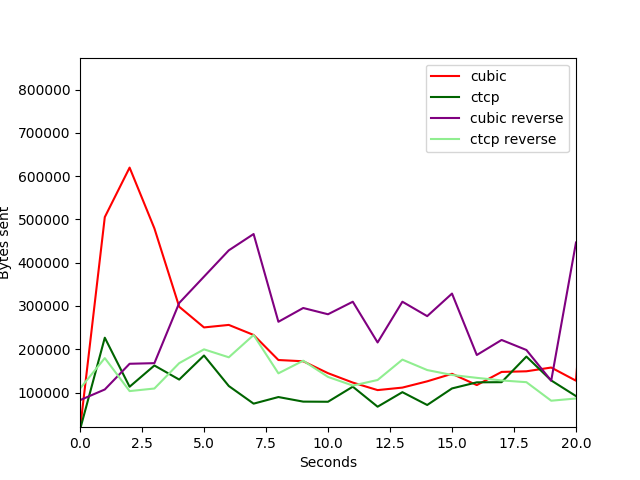 cubic
ctcp
cubic reverse
ctcp reverse
800000
700000
600000
500000
400000
300000
200000
100000
Bytes sent
0.0 2.5 5.0 7.5 10.0 12.5 15.0 17.5 20.0
Seconds